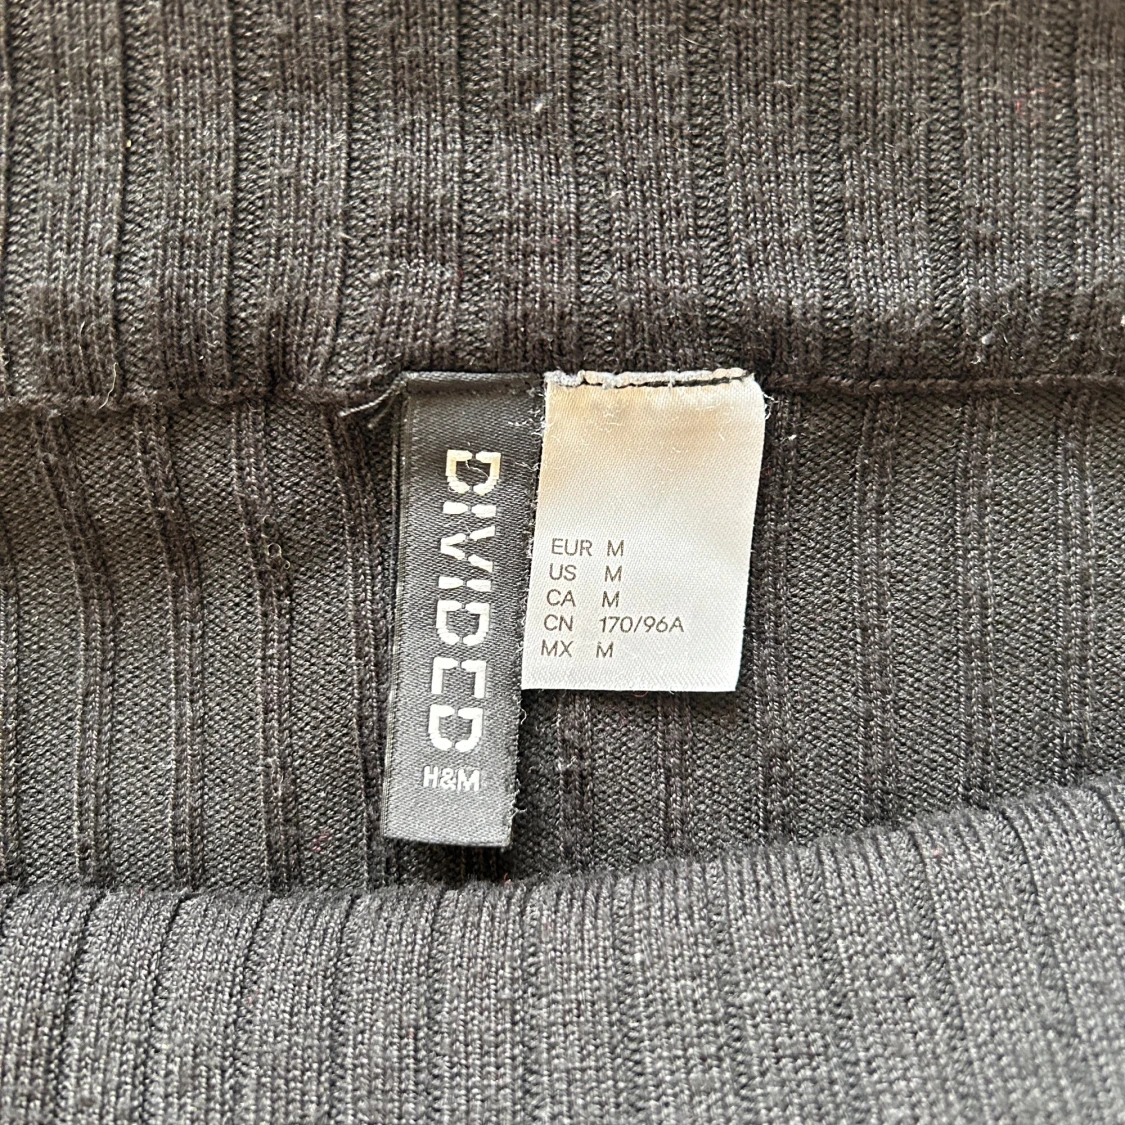 DIVIDED
H&M
EUR M
US M
CA M
CN 170/96A
MX M